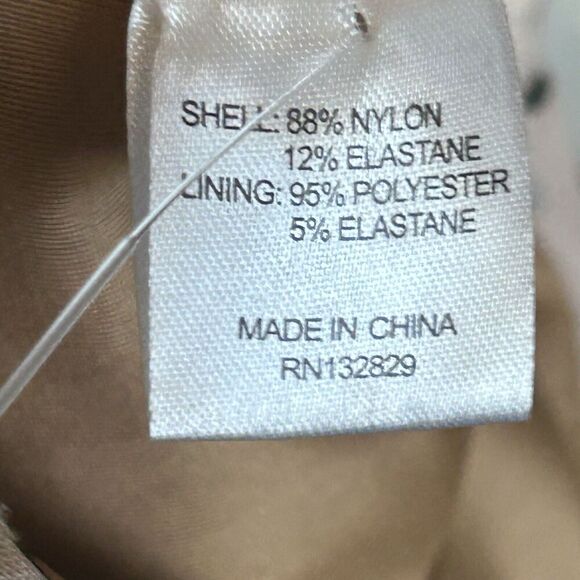 SHELL: 88% NYLON
12% ELASTANE
LINING: 95% POLYESTER
5% ELASTANE
MADE IN CHINA
RN132829